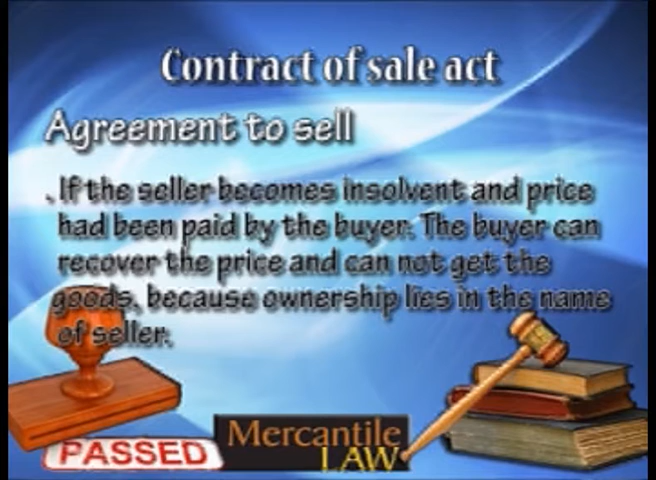 Contract of sale act
Agreement to sell
. If the seller becomes insolvent and price
had been paid by the buyer. The buyer can
recover the price and can not get the
goods, because ownership lies in the name
of seller.
PASSED
Mercantile
LAW